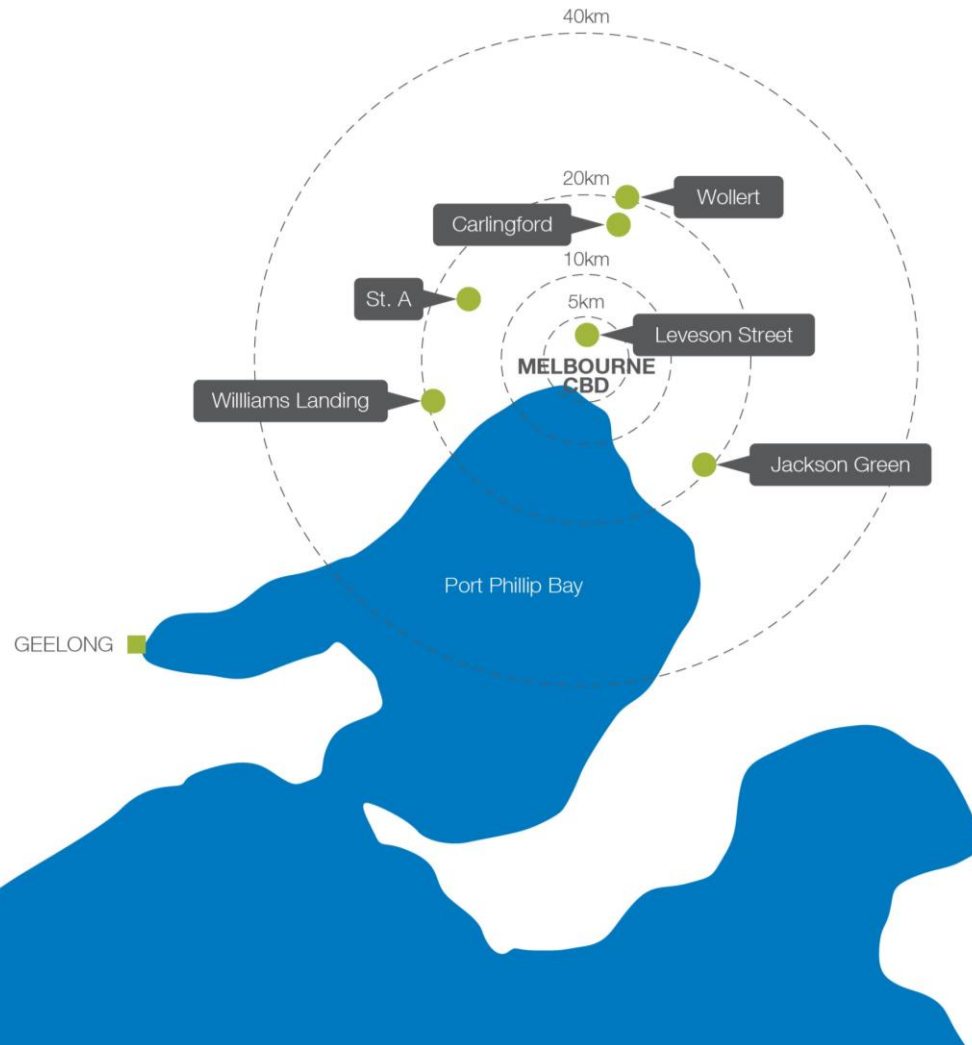 40km
20km
Wollert
Carlingford
10km
St. A
5km
Leveson Street
MELBOURNE
CBD
Willliams Landing
Jackson Green
Port Phillip Bay
GEELONG